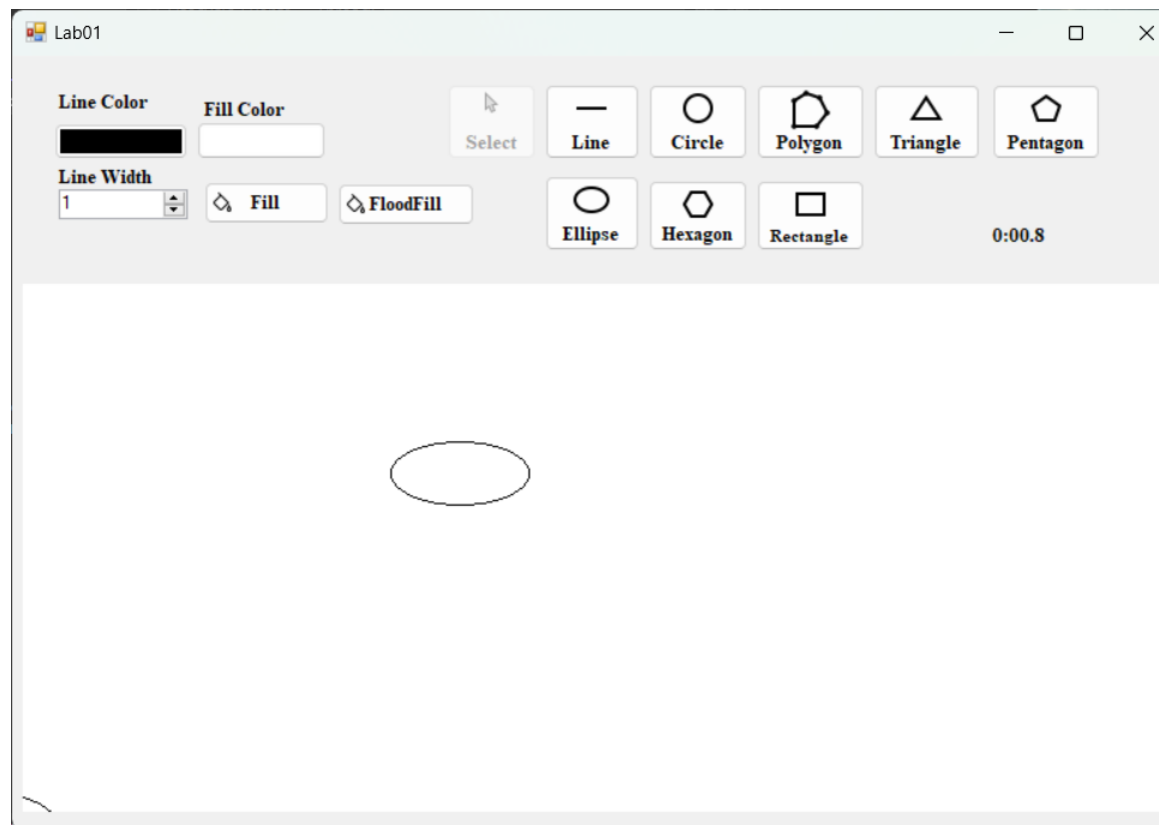 Lab01
Line Color
Fill Color
Select
Line
Circle
Polygon
Triangle
Pentagon
Line Width
1
Fill
FloodFill
Ellipse
Hexagon
Rectangle
0:00.8